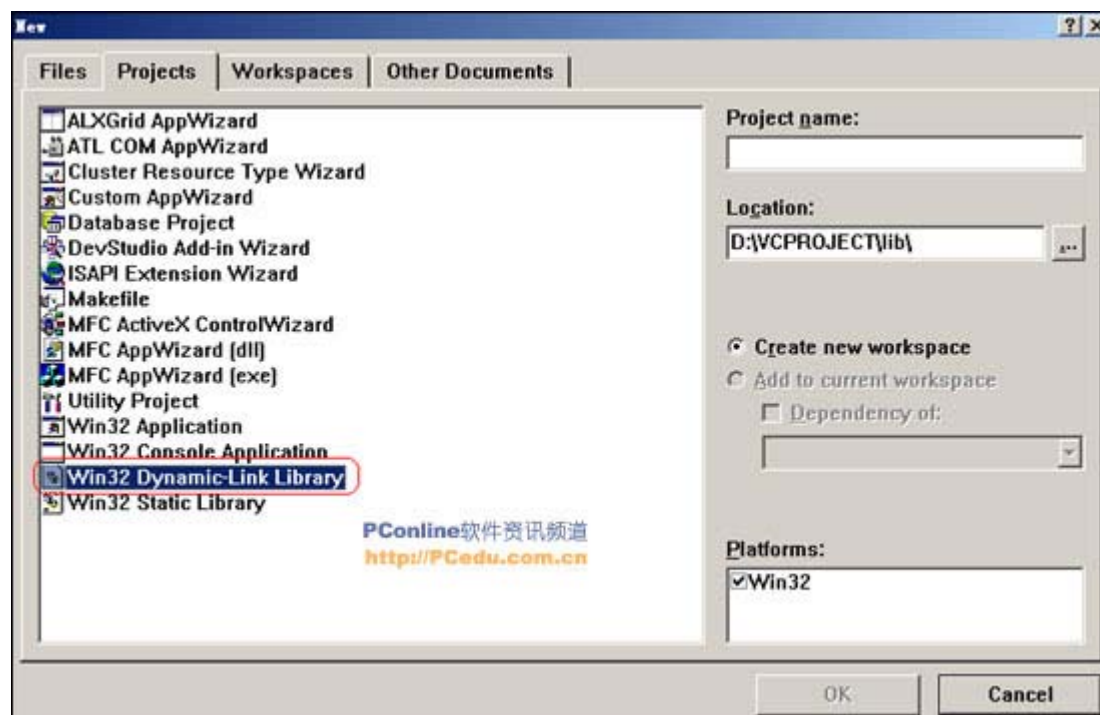 New
Files Projects Workspaces Other Documents
ALXGrid AppWizard
ATL COM AppWizard
Cluster Resource Type Wizard
Custom AppWizard
Database Project
DevStudio Add-in Wizard
ISAPI Extension Wizard
Makefile
MFC ActiveX ControlWizard
MFC AppWizard (dll)
MFC AppWizard (exe)
Utility Project
Win32 Application
Win32 Console Application
Win32 Dynamic-Link Library
Win32 Static Library
PConline软件资讯频道
http://PCedu.com.cn
Project name:
Location:
D:\VCPROJECT\lib\
...
Create new workspace
Add to current workspace
Dependency of:
Platforms:
Win32
OK Cancel